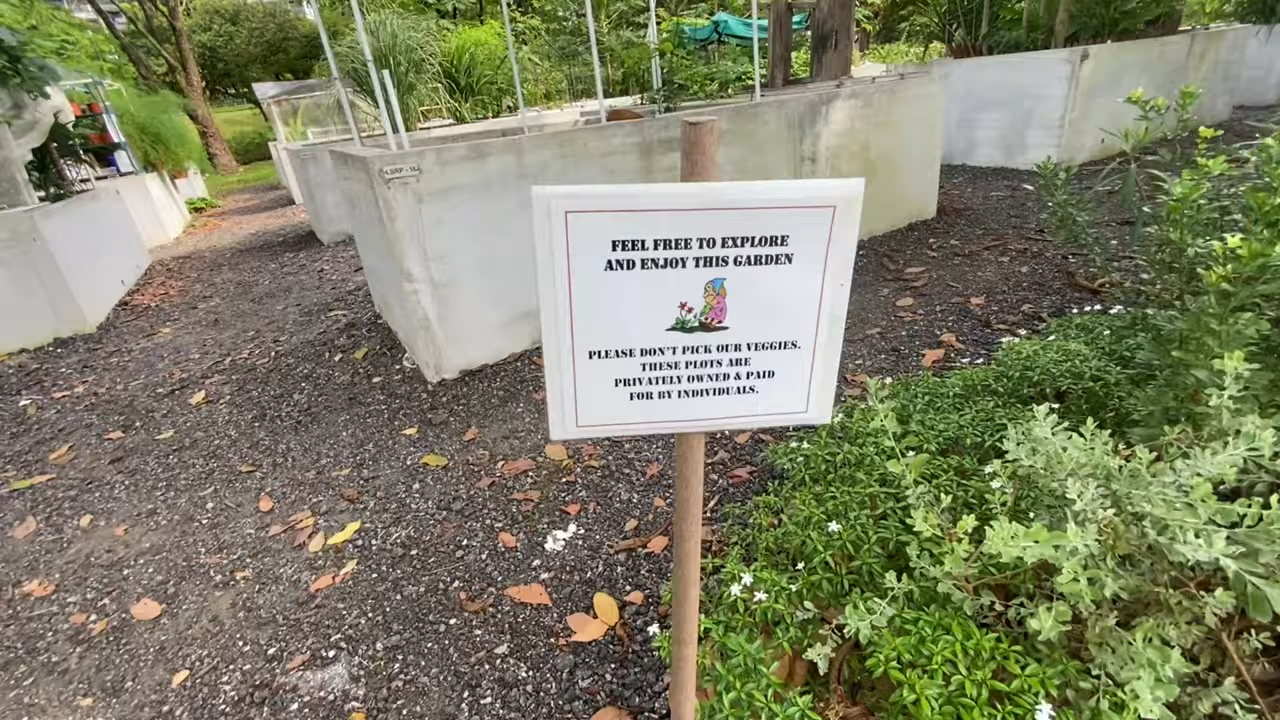 FEEL FREE TO EXPLORE
AND ENJOY THIS GARDEN
PLEASE DON'T PICK OUR VEGGIES.
THESE PLOTS ARE
PRIVATELY OWNED & PAID
FOR BY INDIVIDUALS.